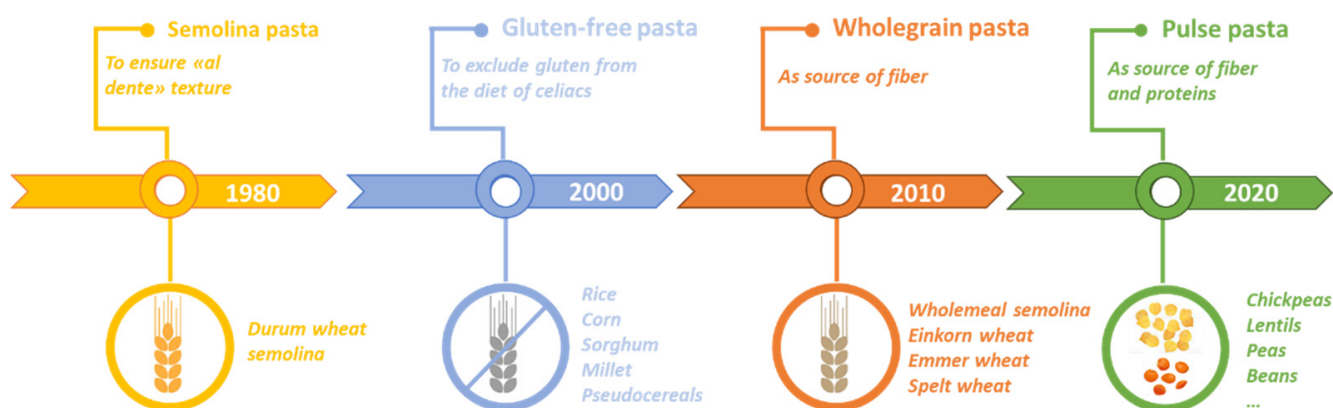 Semolina pasta
To ensure «al
dente» texture
1980
Durum wheat
semolina
Gluten-free pasta
To exclude gluten from
the diet of celiacs
2000
Rice
Corn
Sorghum
Millet
Pseudocereals
Wholegrain pasta
As source of fiber
2010
Wholemeal semolina
Einkorn wheat
Emmer wheat
Spelt wheat
Pulse pasta
As source of fiber
and proteins
2020
Chickpeas
Lentils
Peas
Beans
...